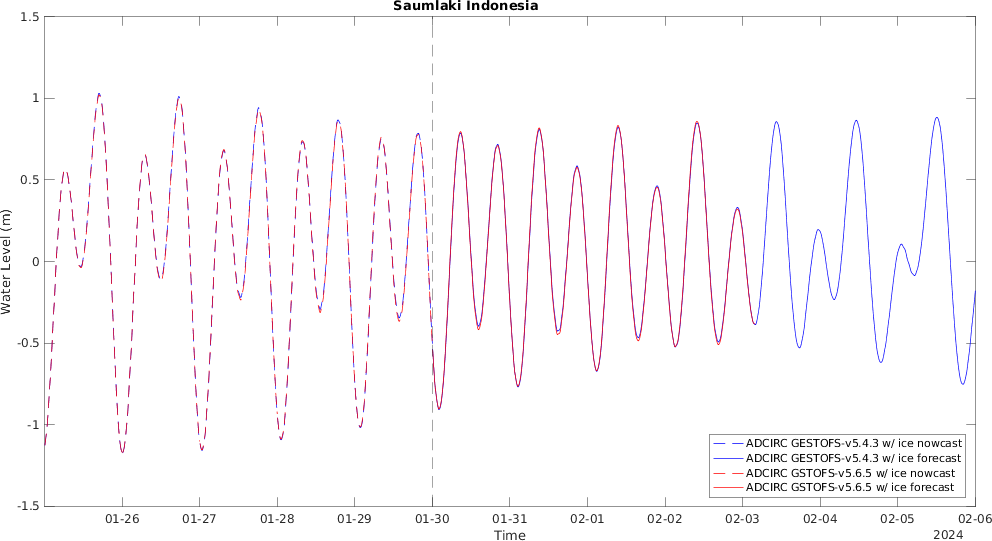 Saumlaki Indonesia
1.5
1
0.5
0
-0.5
-1
-1.5
Water Level (m)
ADCIRC GESTOFS-v5.4.3 w/ ice nowcast
ADCIRC GESTOFS-v5.4.3 w/ ice forecast
ADCIRC GSTOFS-v5.6.5 w/ ice nowcast
ADCIRC GSTOFS-v5.6.5 w/ ice forecast
01-26 01-27 01-28 01-29 01-30 01-31 02-01 02-02 02-03 02-04 02-05 02-06
Time
2024